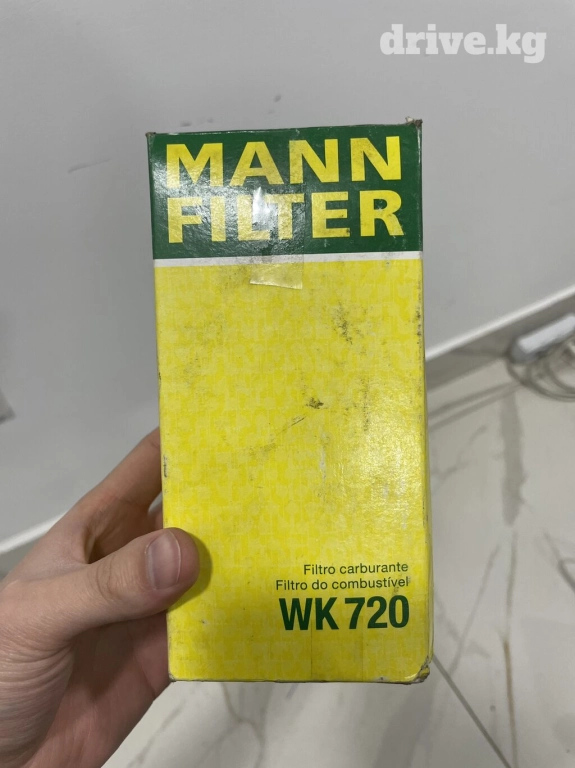 drive.kg
MANN
FILTER
Filtro carburante
Filtro do combustível
WK 720